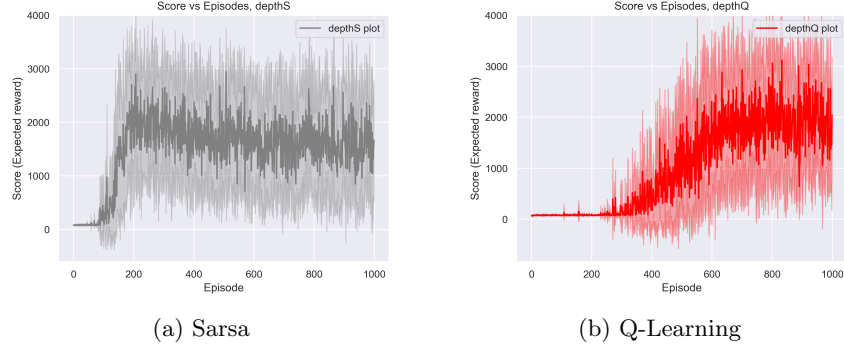 Score vs Episodes, depthS
depthS plot
Score (Expected reward)
4000
3000
2000
1000
0
0 200 400 600 800 1000
Episode
(a) Sarsa
Score vs Episodes, depthQ
depthQ plot
Score (Expected reward)
4000
3000
2000
1000
0
0 200 400 600 800 1000
Episode
(b) Q-Learning